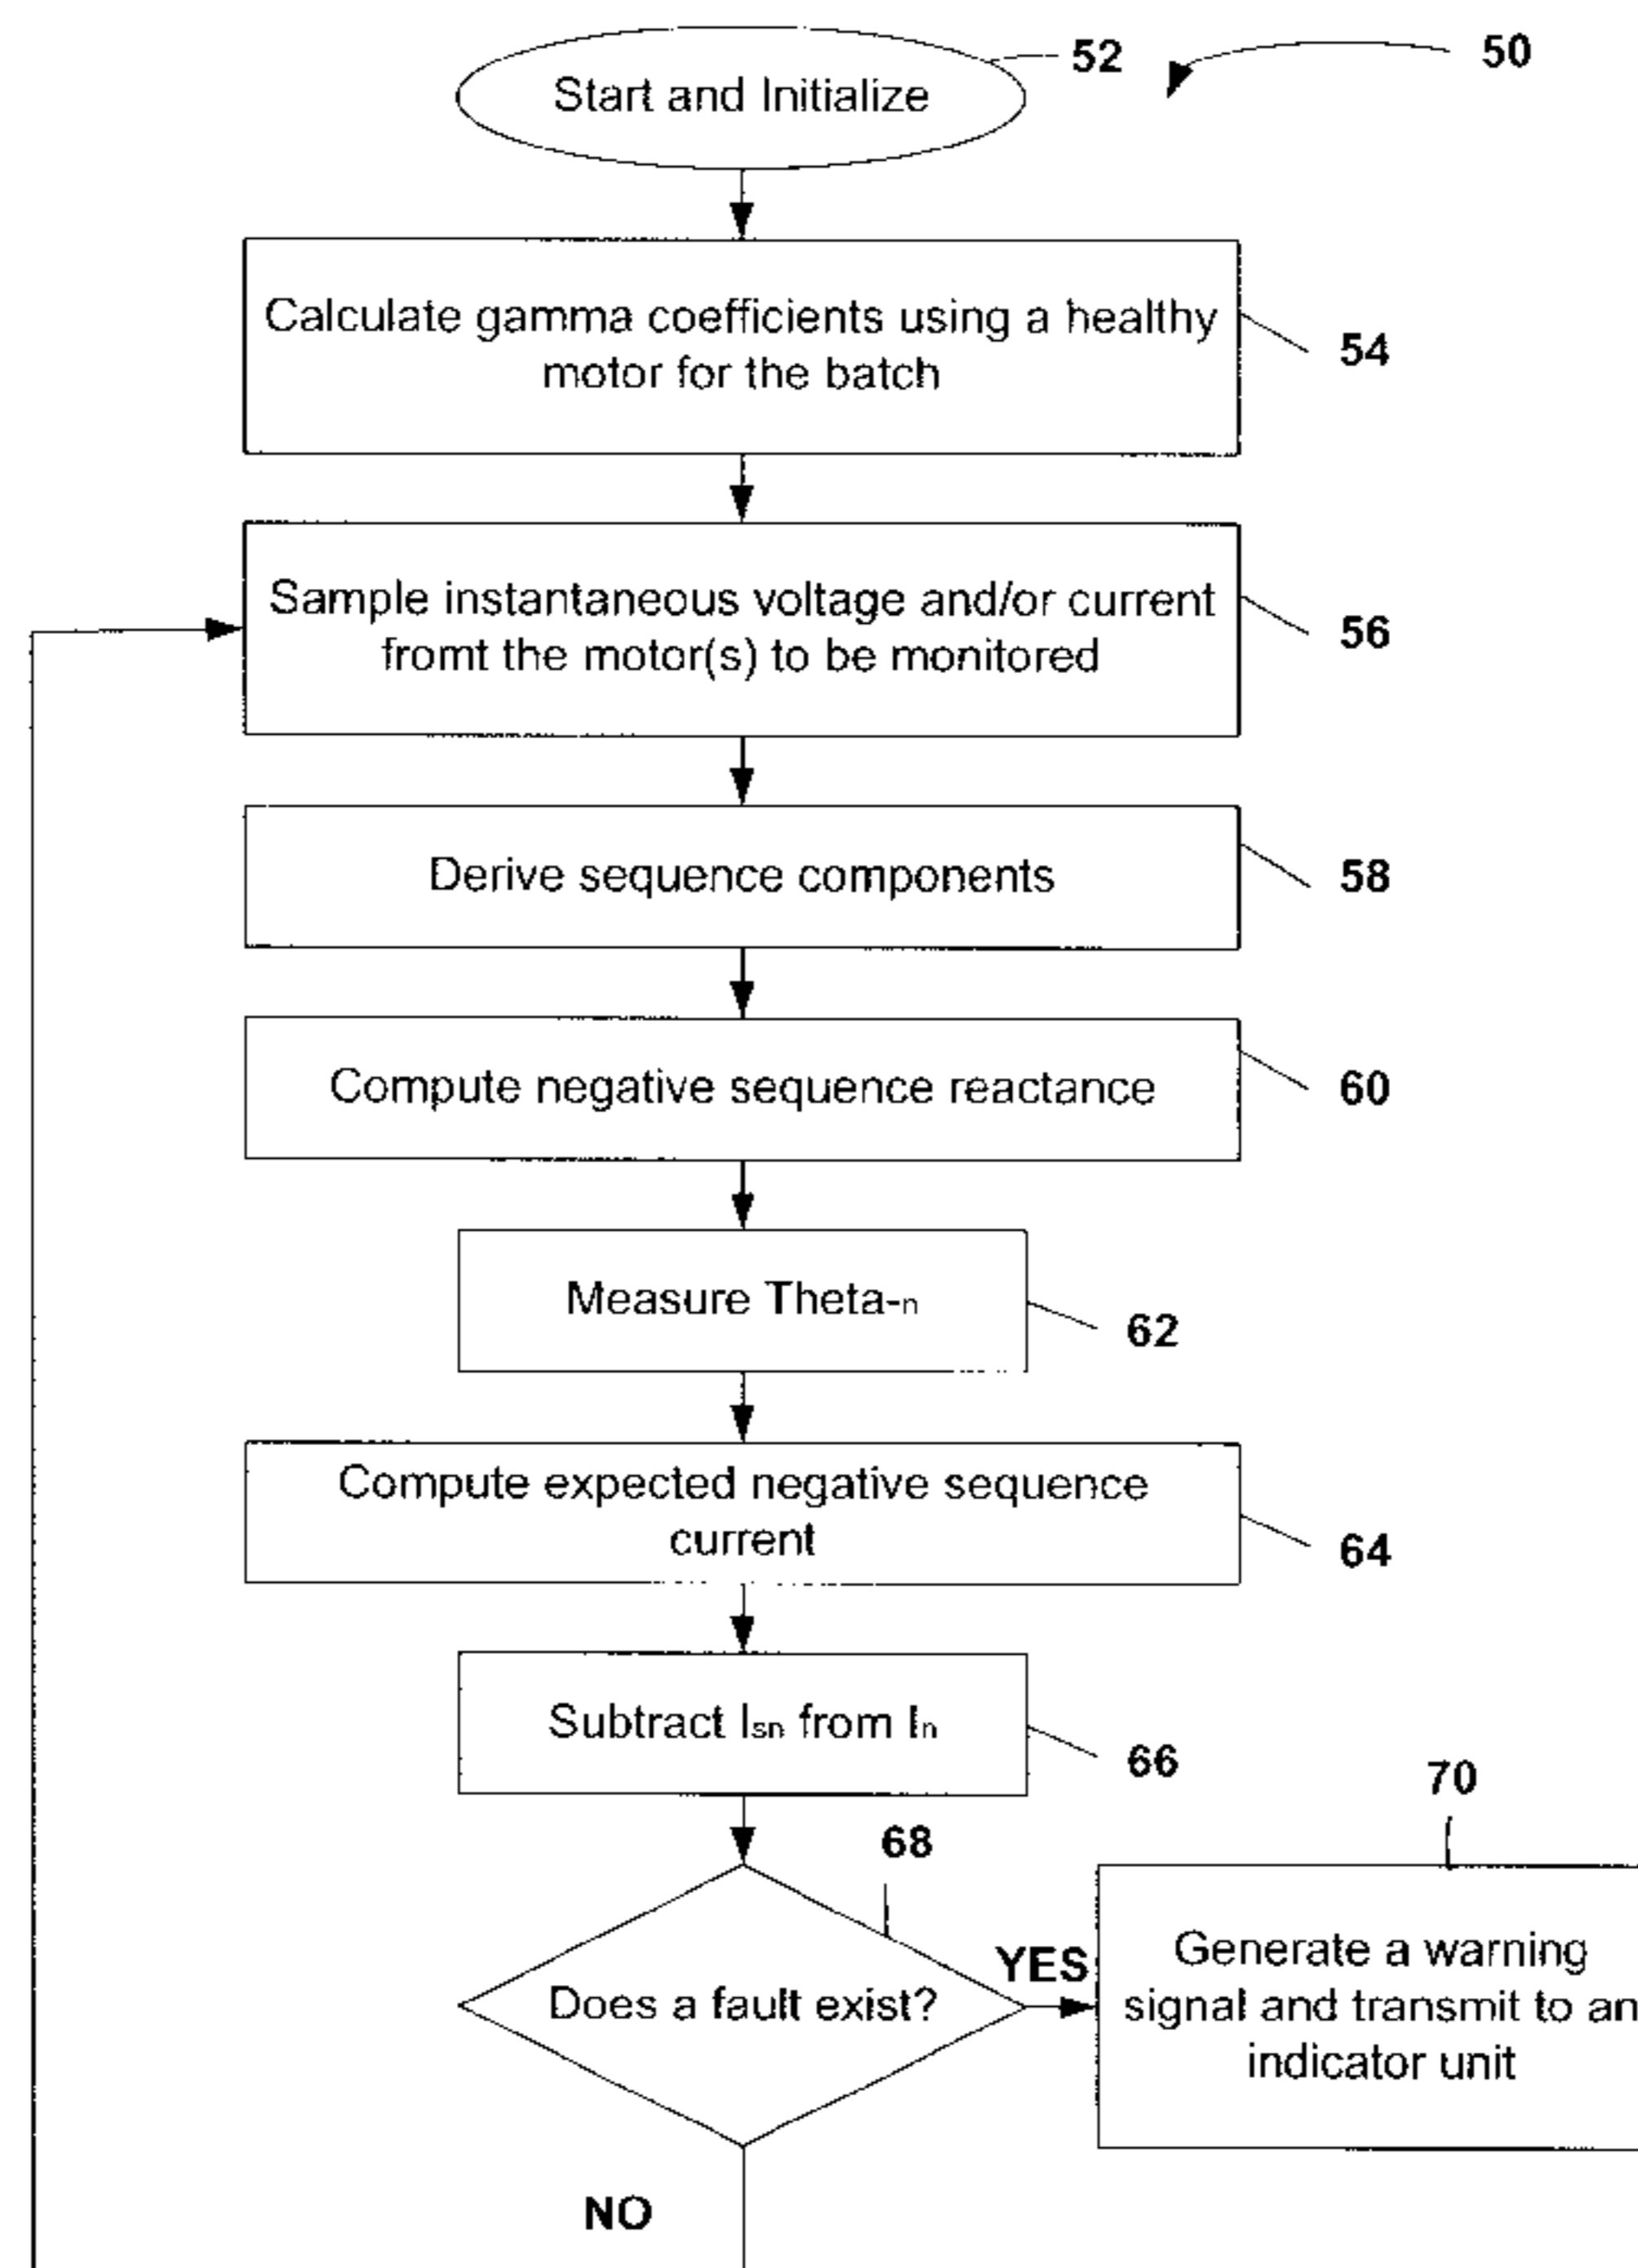 52
50
Start and Initialize
Calculate gamma coefficients using a healthy
motor for the batch
54
Sample instantaneous voltage and/or current
fromt the motor(s) to be monitored
56
Derive sequence components
58
Compute negative sequence reactance
60
Measure Theta-n
62
Compute expected negative sequence
current
64
Subtract Isn from In
66
70
68
YES
Does a fault exist?
Generate a warning
signal and transmit to an
indicator unit
NO